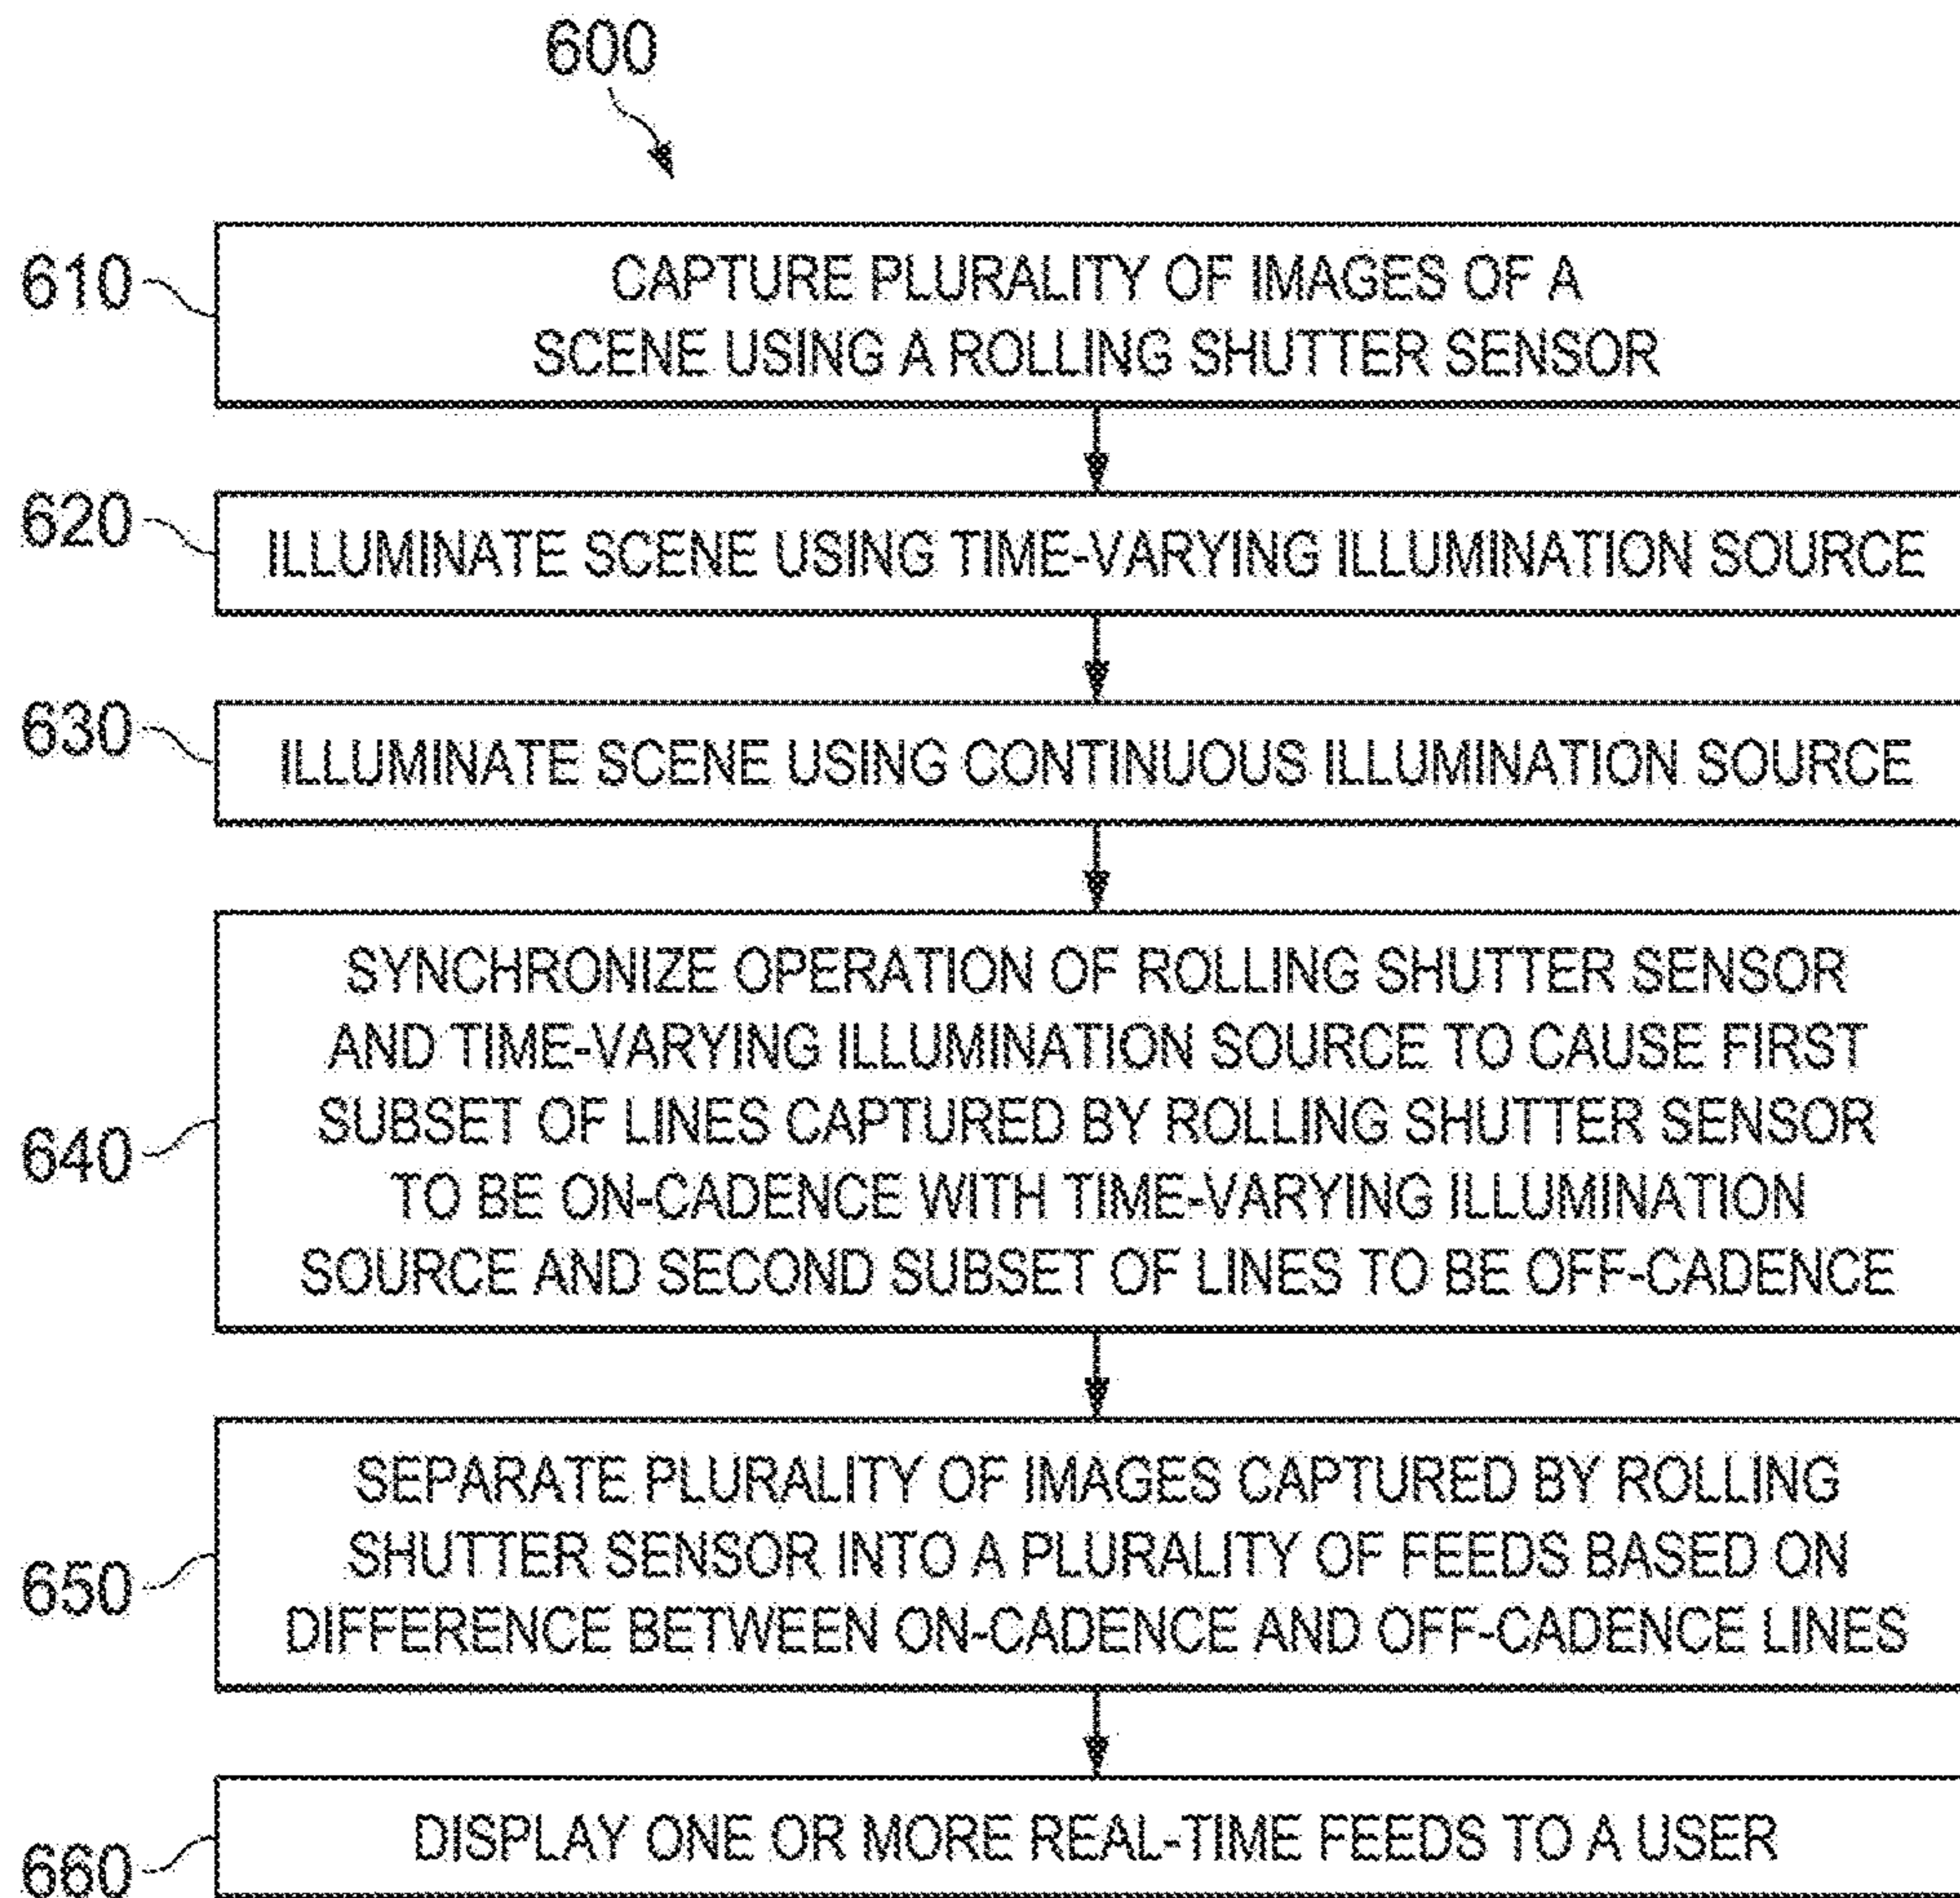 600
610
CAPTURE PLURALITY OF IMAGES OF A
SCENE USING A ROLLING SHUTTER SENSOR
620
ILLUMINATE SCENE USING TIME-VARYING ILLUMINATION SOURCE
630
ILLUMINATE SCENE USING CONTINUOUS ILLUMINATION SOURCE
640
SYNCHRONIZE OPERATION OF ROLLING SHUTTER SENSOR
AND TIME-VARYING ILLUMINATION SOURCE TO CAUSE FIRST
SUBSET OF LINES CAPTURED BY ROLLING SHUTTER SENSOR
TO BE ON-CADENCE WITH TIME-VARYING ILLUMINATION
SOURCE AND SECOND SUBSET OF LINES TO BE OFF-CADENCE
650
SEPARATE PLURALITY OF IMAGES CAPTURED BY ROLLING
SHUTTER SENSOR INTO A PLURALITY OF FEEDS BASED ON
DIFFERENCE BETWEEN ON-CADENCE AND OFF-CADENCE LINES
660
DISPLAY ONE OR MORE REAL-TIME FEEDS TO A USER